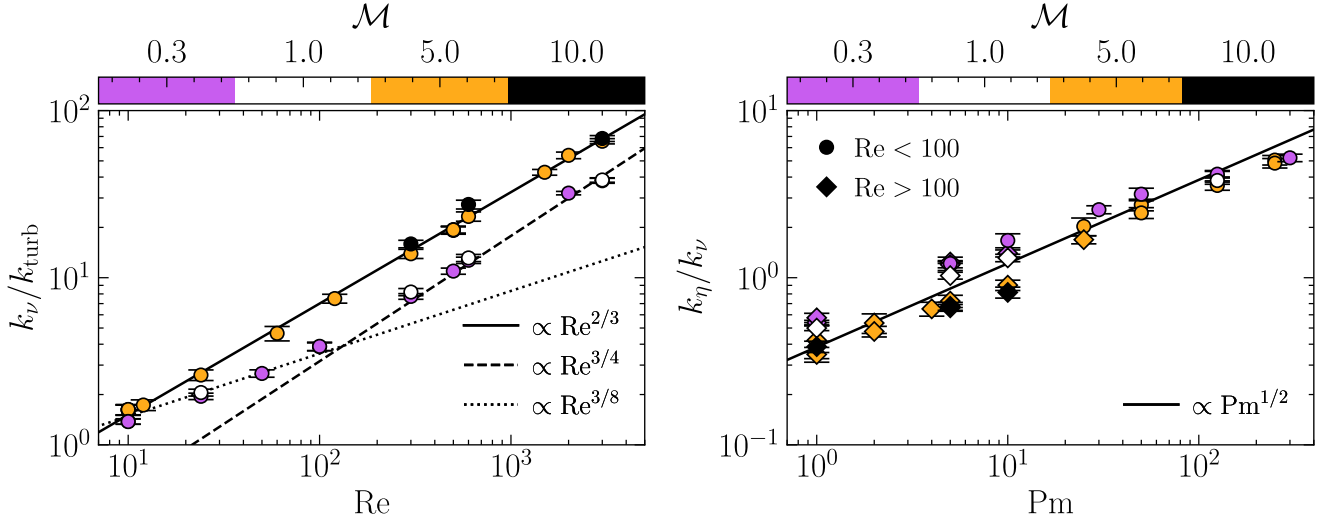 ℳ
0.3 1.0 5.0 10.0
10²
10¹
10⁰
k_ν/k_turb
∝ Re^{2/3}
∝ Re^{3/4}
∝ Re^{3/8}
10¹ 10² 10³
Re
ℳ
0.3 1.0 5.0 10.0
10¹
10⁰
10⁻¹
k_η/k_ν
Re < 100
Re > 100
∝ Pm^{1/2}
10⁰ 10¹ 10²
Pm